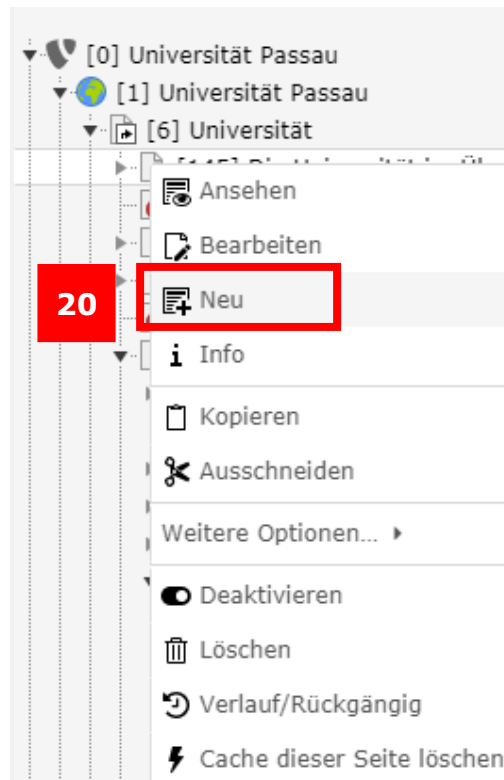 [0] Universität Passau
[1] Universität Passau
[6] Universität
Ansehen
Bearbeiten
20
Neu
Info
Kopieren
Ausschneiden
Weitere Optionen...
Deaktivieren
Löschen
Verlauf/Rückgängig
Cache dieser Seite löschen